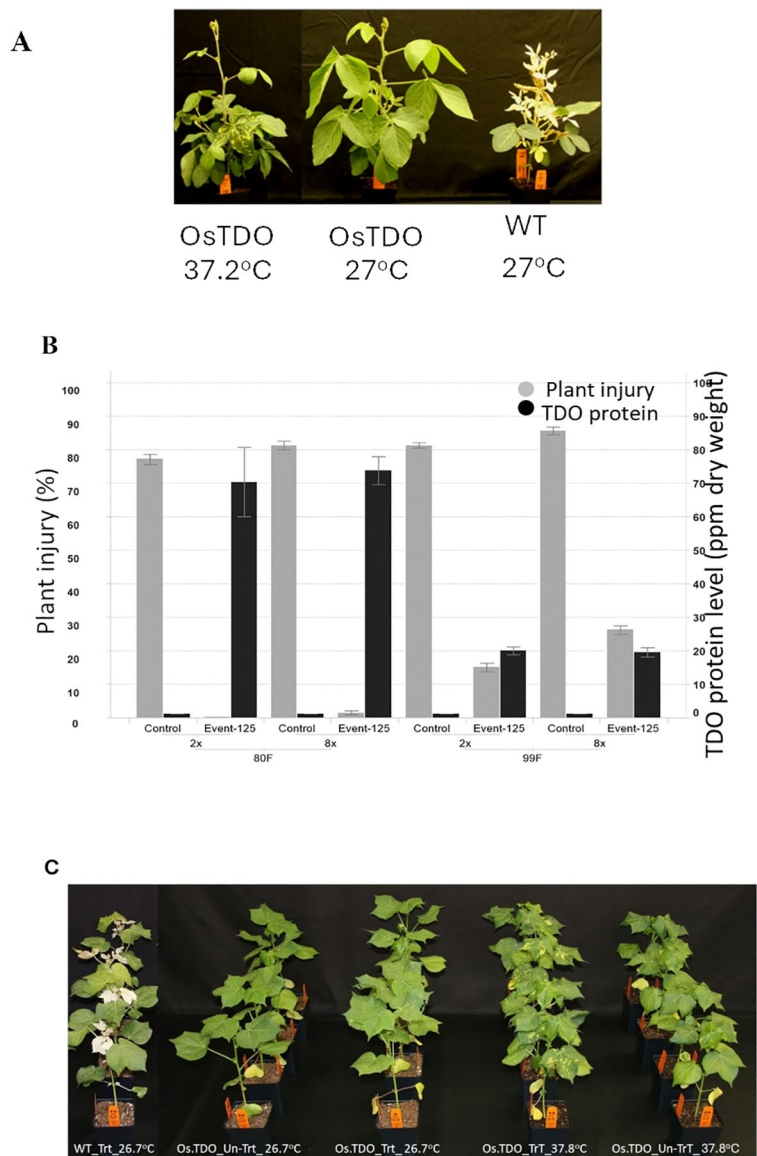 A
OsTDO
37.2°C
OsTDO
27°C
WT
27°C
B
Plant injury
TDO protein
Plant injury (%)
TDO protein level (ppm dry weight)
100
90
80
70
60
50
40
30
20
10
0
100
90
80
70
60
50
40
30
20
10
0
Control Event-125 Control Event-125 Control Event-125 Control Event-125
2x 8x 2x 8x
80F 99F
C
WT_Trt_26.7°C Os.TDO_Un-Trt_26.7°C Os.TDO_Trt_26.7°C Os.TDO_TrT_37.8°C Os.TDO_Un-TrT_37.8°C